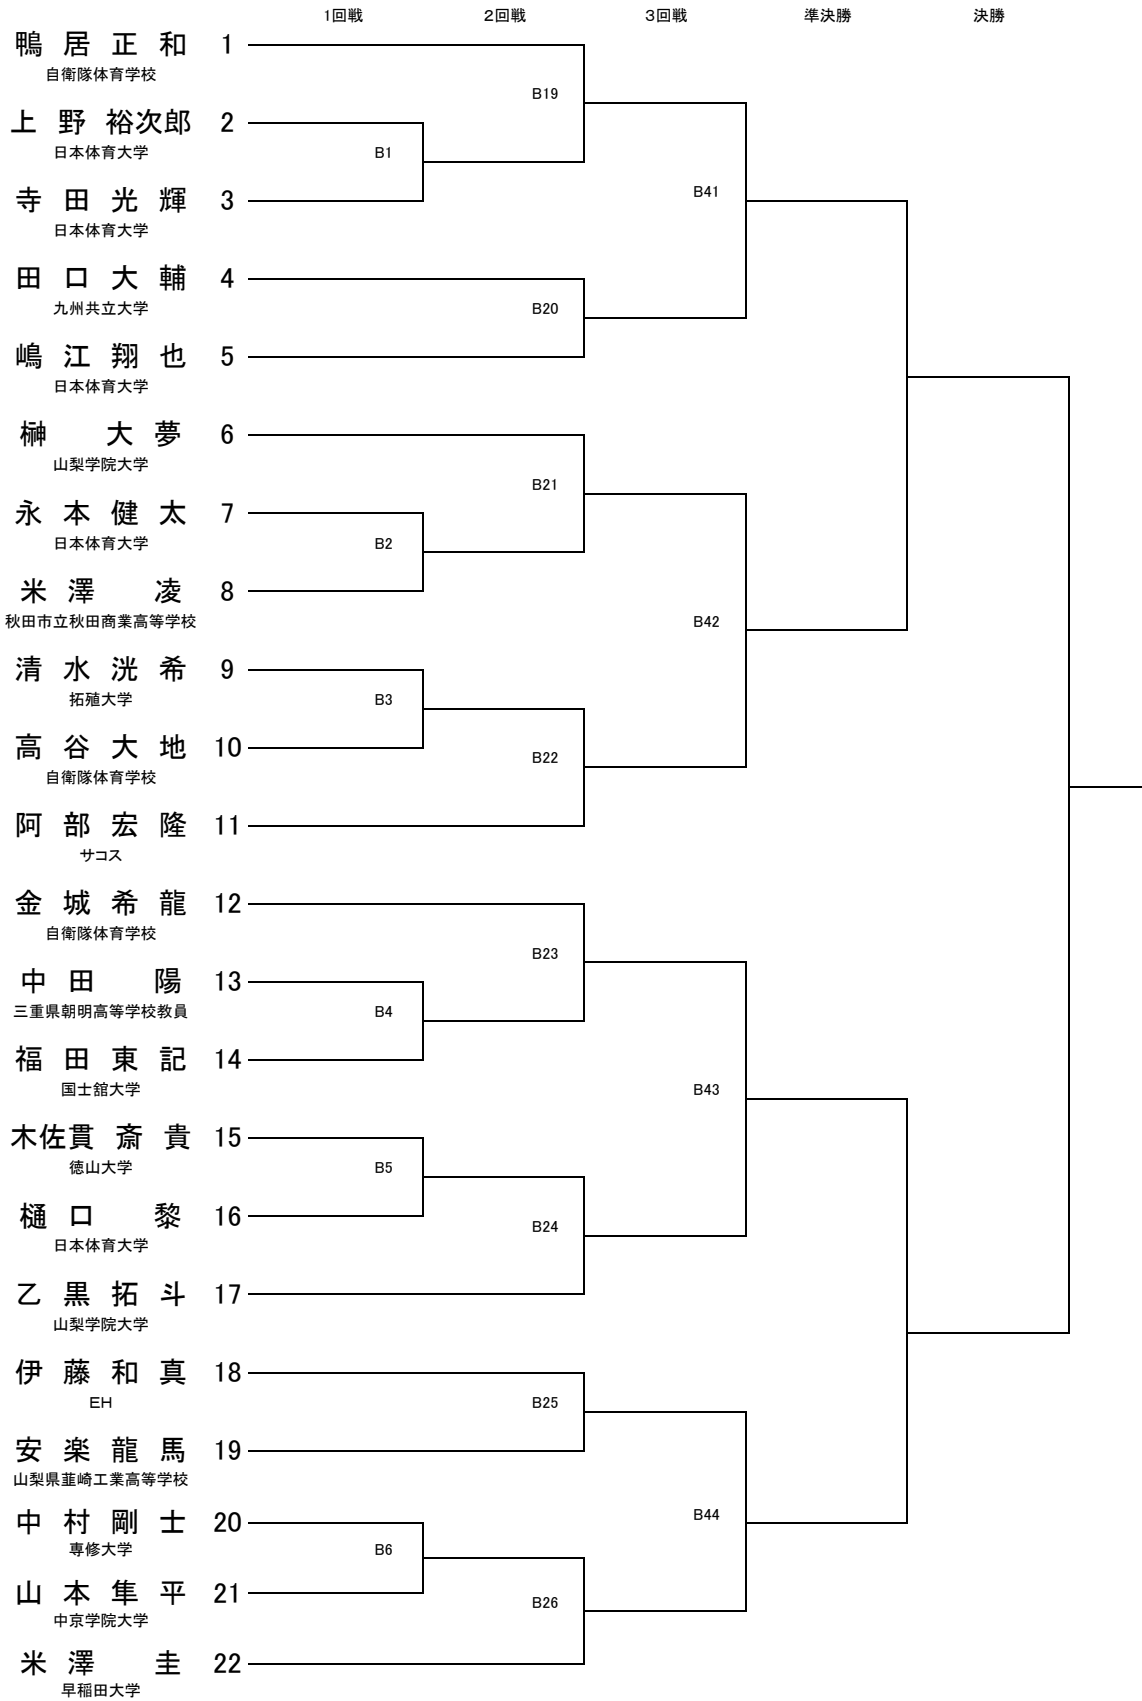 1回戦 2回戦 3回戦 準決勝 決勝
鴨居正和 1
自衛隊体育学校
B19
上野裕次郎 2
日本体育大学
B1
寺田光輝 3
日本体育大学
B41
田口大輔 4
九州共立大学
B20
嶋江翔也 5
日本体育大学
榊大夢 6
山梨学院大学
B21
永本健太 7
日本体育大学
B2
米澤凌 8
秋田市立秋田商業高等学校
B42
清水洸希 9
拓殖大学
B3
高谷大地 10
自衛隊体育学校
B22
阿部宏隆 11
サコス
金城希龍 12
自衛隊体育学校
B23
中田陽 13
三重県朝明高等学校教員
B4
福田東記 14
国士舘大学
B43
木佐貫斎貴 15
徳山大学
B5
樋口黎 16
日本体育大学
B24
乙黒拓斗 17
山梨学院大学
伊藤和真 18
EH
B25
安楽龍馬 19
山梨県韮崎工業高等学校
中村剛士 20
専修大学
B44
B6
山本隼平 21
中京学院大学
B26
米澤圭 22
早稲田大学